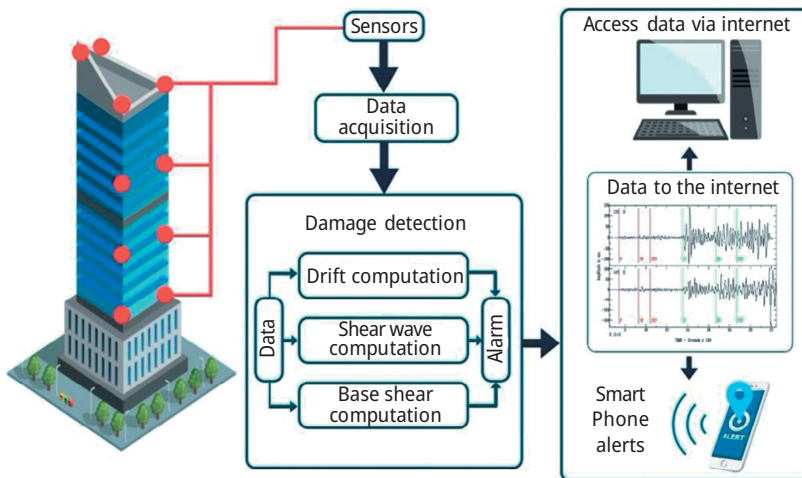 Sensors
Data
acquisition
Damage detection
Data
Drift computation
Shear wave
computation
Base shear
computation
Alarm
Access data via internet
Data to the internet
Smart
Phone
alerts
ALERT